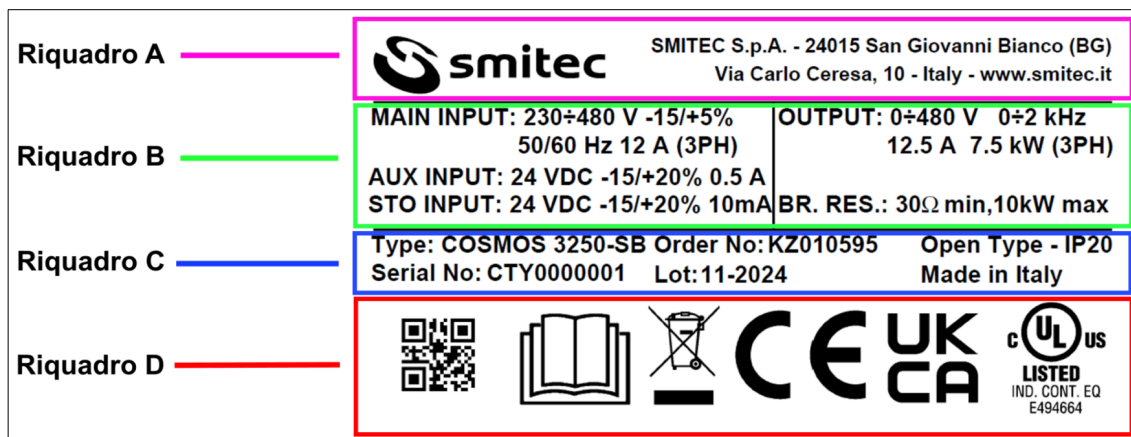 Riquadro A
smitec
SMITEC S.p.A. - 24015 San Giovanni Bianco (BG)
Via Carlo Ceresa, 10 - Italy - www.smitec.it
Riquadro B
MAIN INPUT: 230÷480 V -15/+5%
50/60 Hz 12 A (3PH)
AUX INPUT: 24 VDC -15/+20% 0.5 A
STO INPUT: 24 VDC -15/+20% 10mA
OUTPUT: 0÷480 V 0÷2 kHz
12.5 A 7.5 kW (3PH)
BR. RES.: 30Ω min,10kW max
Riquadro C
Type: COSMOS 3250-SB Order No: KZ010595 Open Type - IP20
Serial No: CTY0000001 Lot: 11-2024 Made in Italy
Riquadro D
CE
UK
CA
C UL US
LISTED
IND. CONT. EQ
E494664